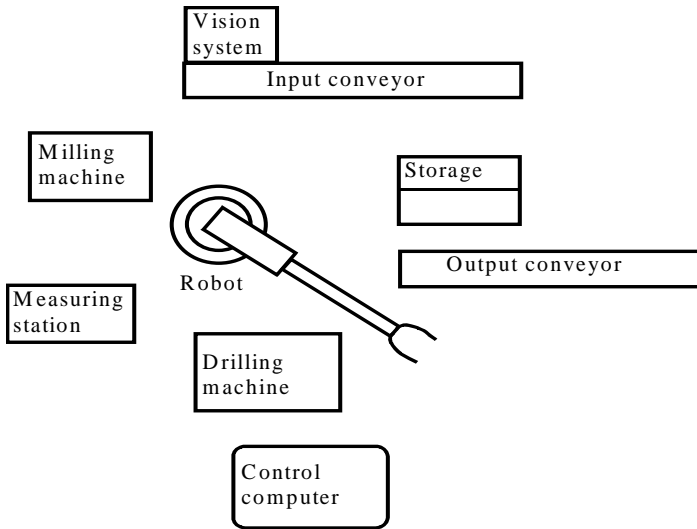 Vision
system
Input conveyor
Milling
machine
Storage
Robot
Output conveyor
Measuring
station
Drilling
machine
Control
computer